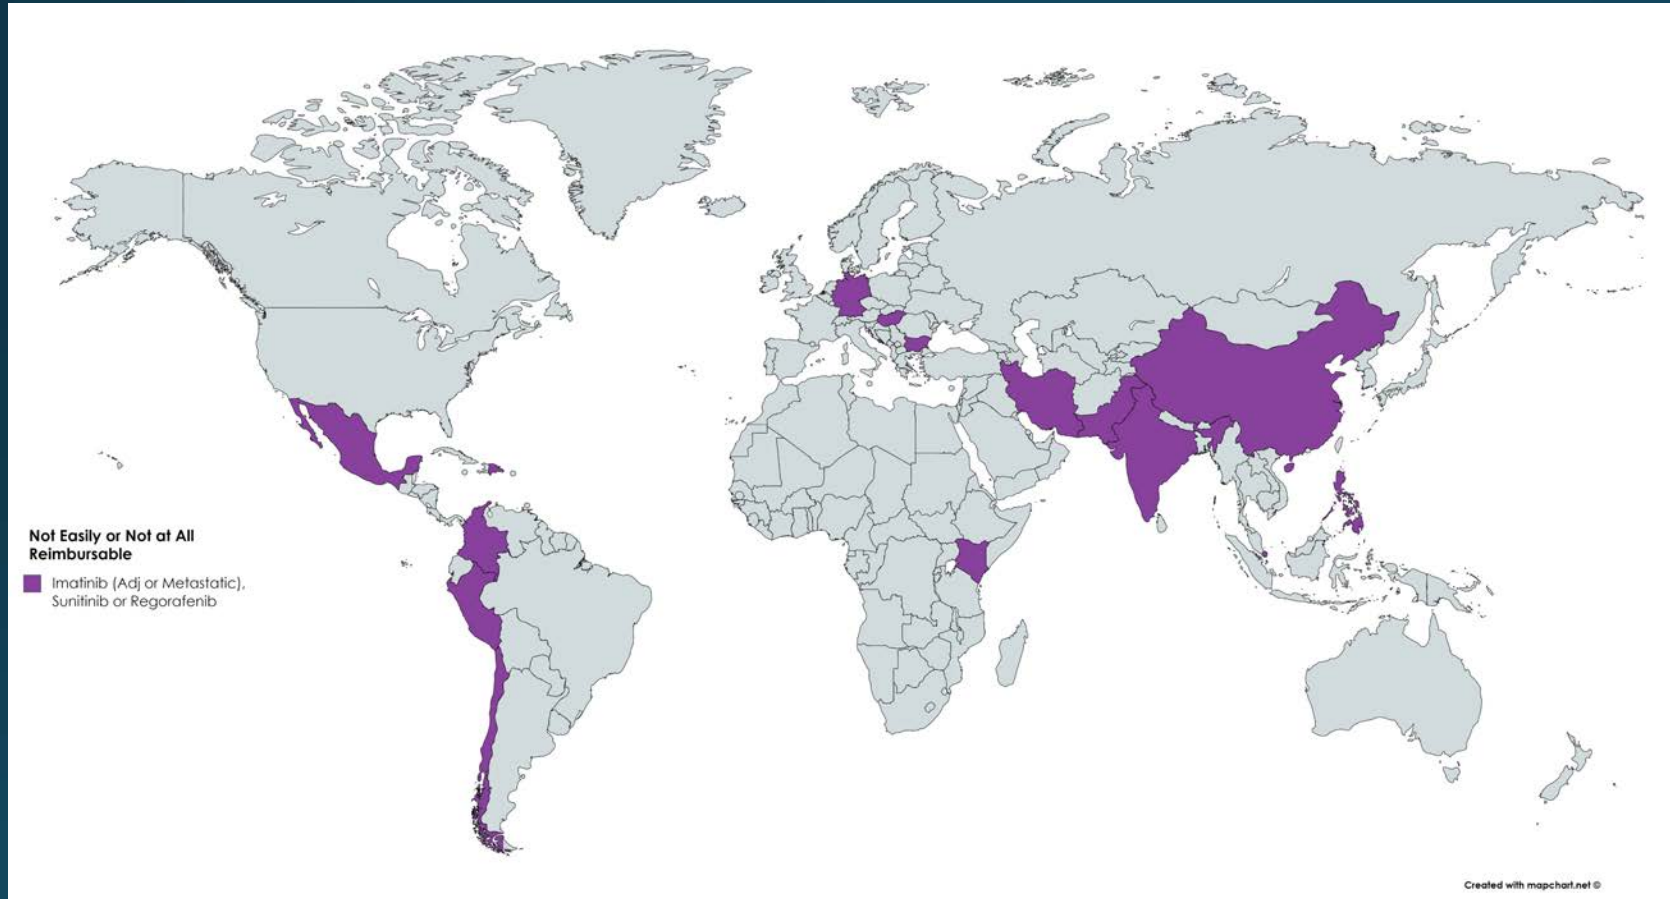 Not Easily or Not at All
Reimbursable
Imatinib (Adj or Metastatic),
Sunitinib or Regorafenib
Created with mapchart.net ©